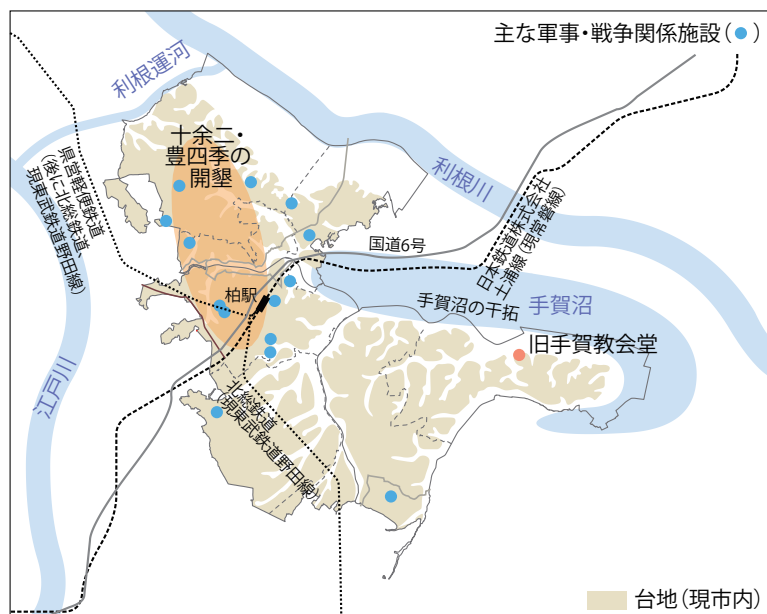 主な軍事・戦争関係施設（ ）
利根運河
十余二・
豊四季の
開墾
県営軽便鉄道
（後に北総鉄道、
現東武鉄道野田線）
利根川
日本鉄道株式会社
土浦線（現常磐線）
国道6号
柏駅
手賀沼の干拓
手賀沼
旧手賀教会堂
江戸川
北総鉄道
（現東武鉄道野田線）
台地（現市内）